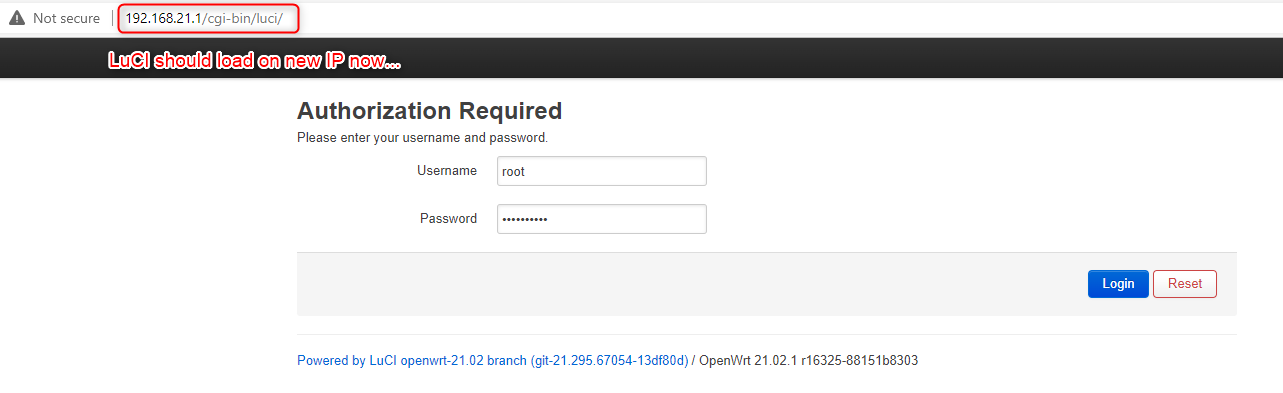 Not secure
192.168.21.1/cgi-bin/luci/
LuCI should load on new IP now...
Authorization Required
Please enter your username and password.
Username
root
Password
••••••••••
Login
Reset
Powered by LuCI openwrt-21.02 branch (git-21.295.67054-13df80d) / OpenWrt 21.02.1 r16325-88151b8303